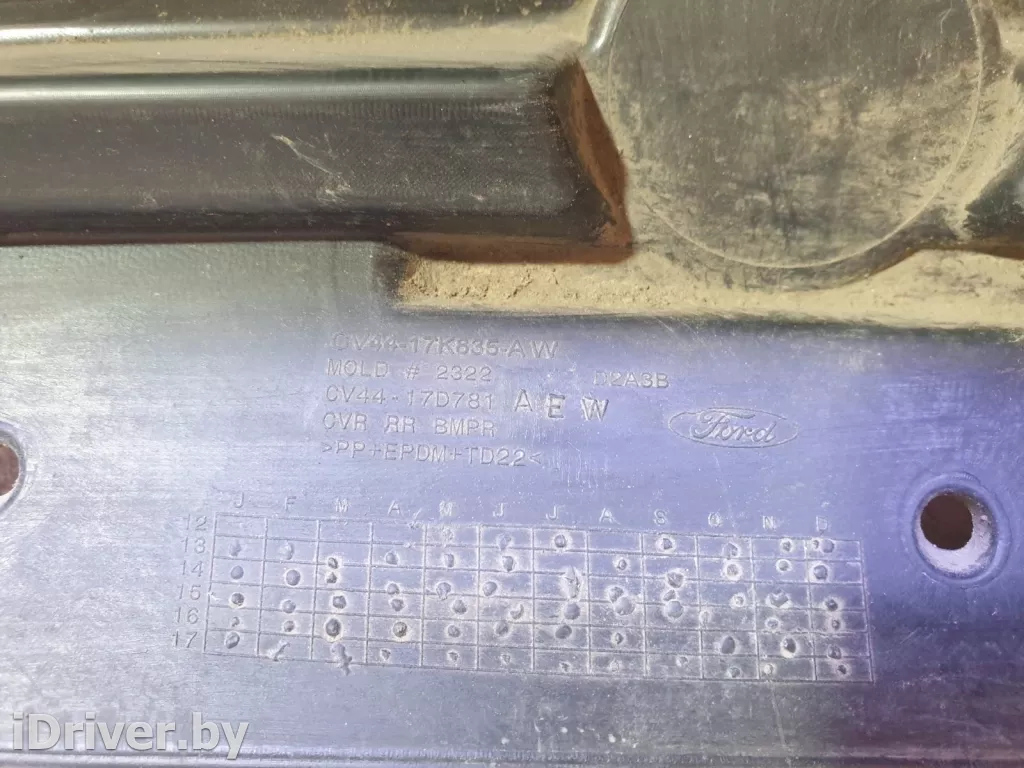 CV44-17K835-AW
MOLD # 2322 D2A3B
CV44-17D781 AEW
CVR RR BMPR
>PP+EPDM+TD22<
Ford
J F M A M J J A S O N D
12
13
14
15
16
17
iDriver.by